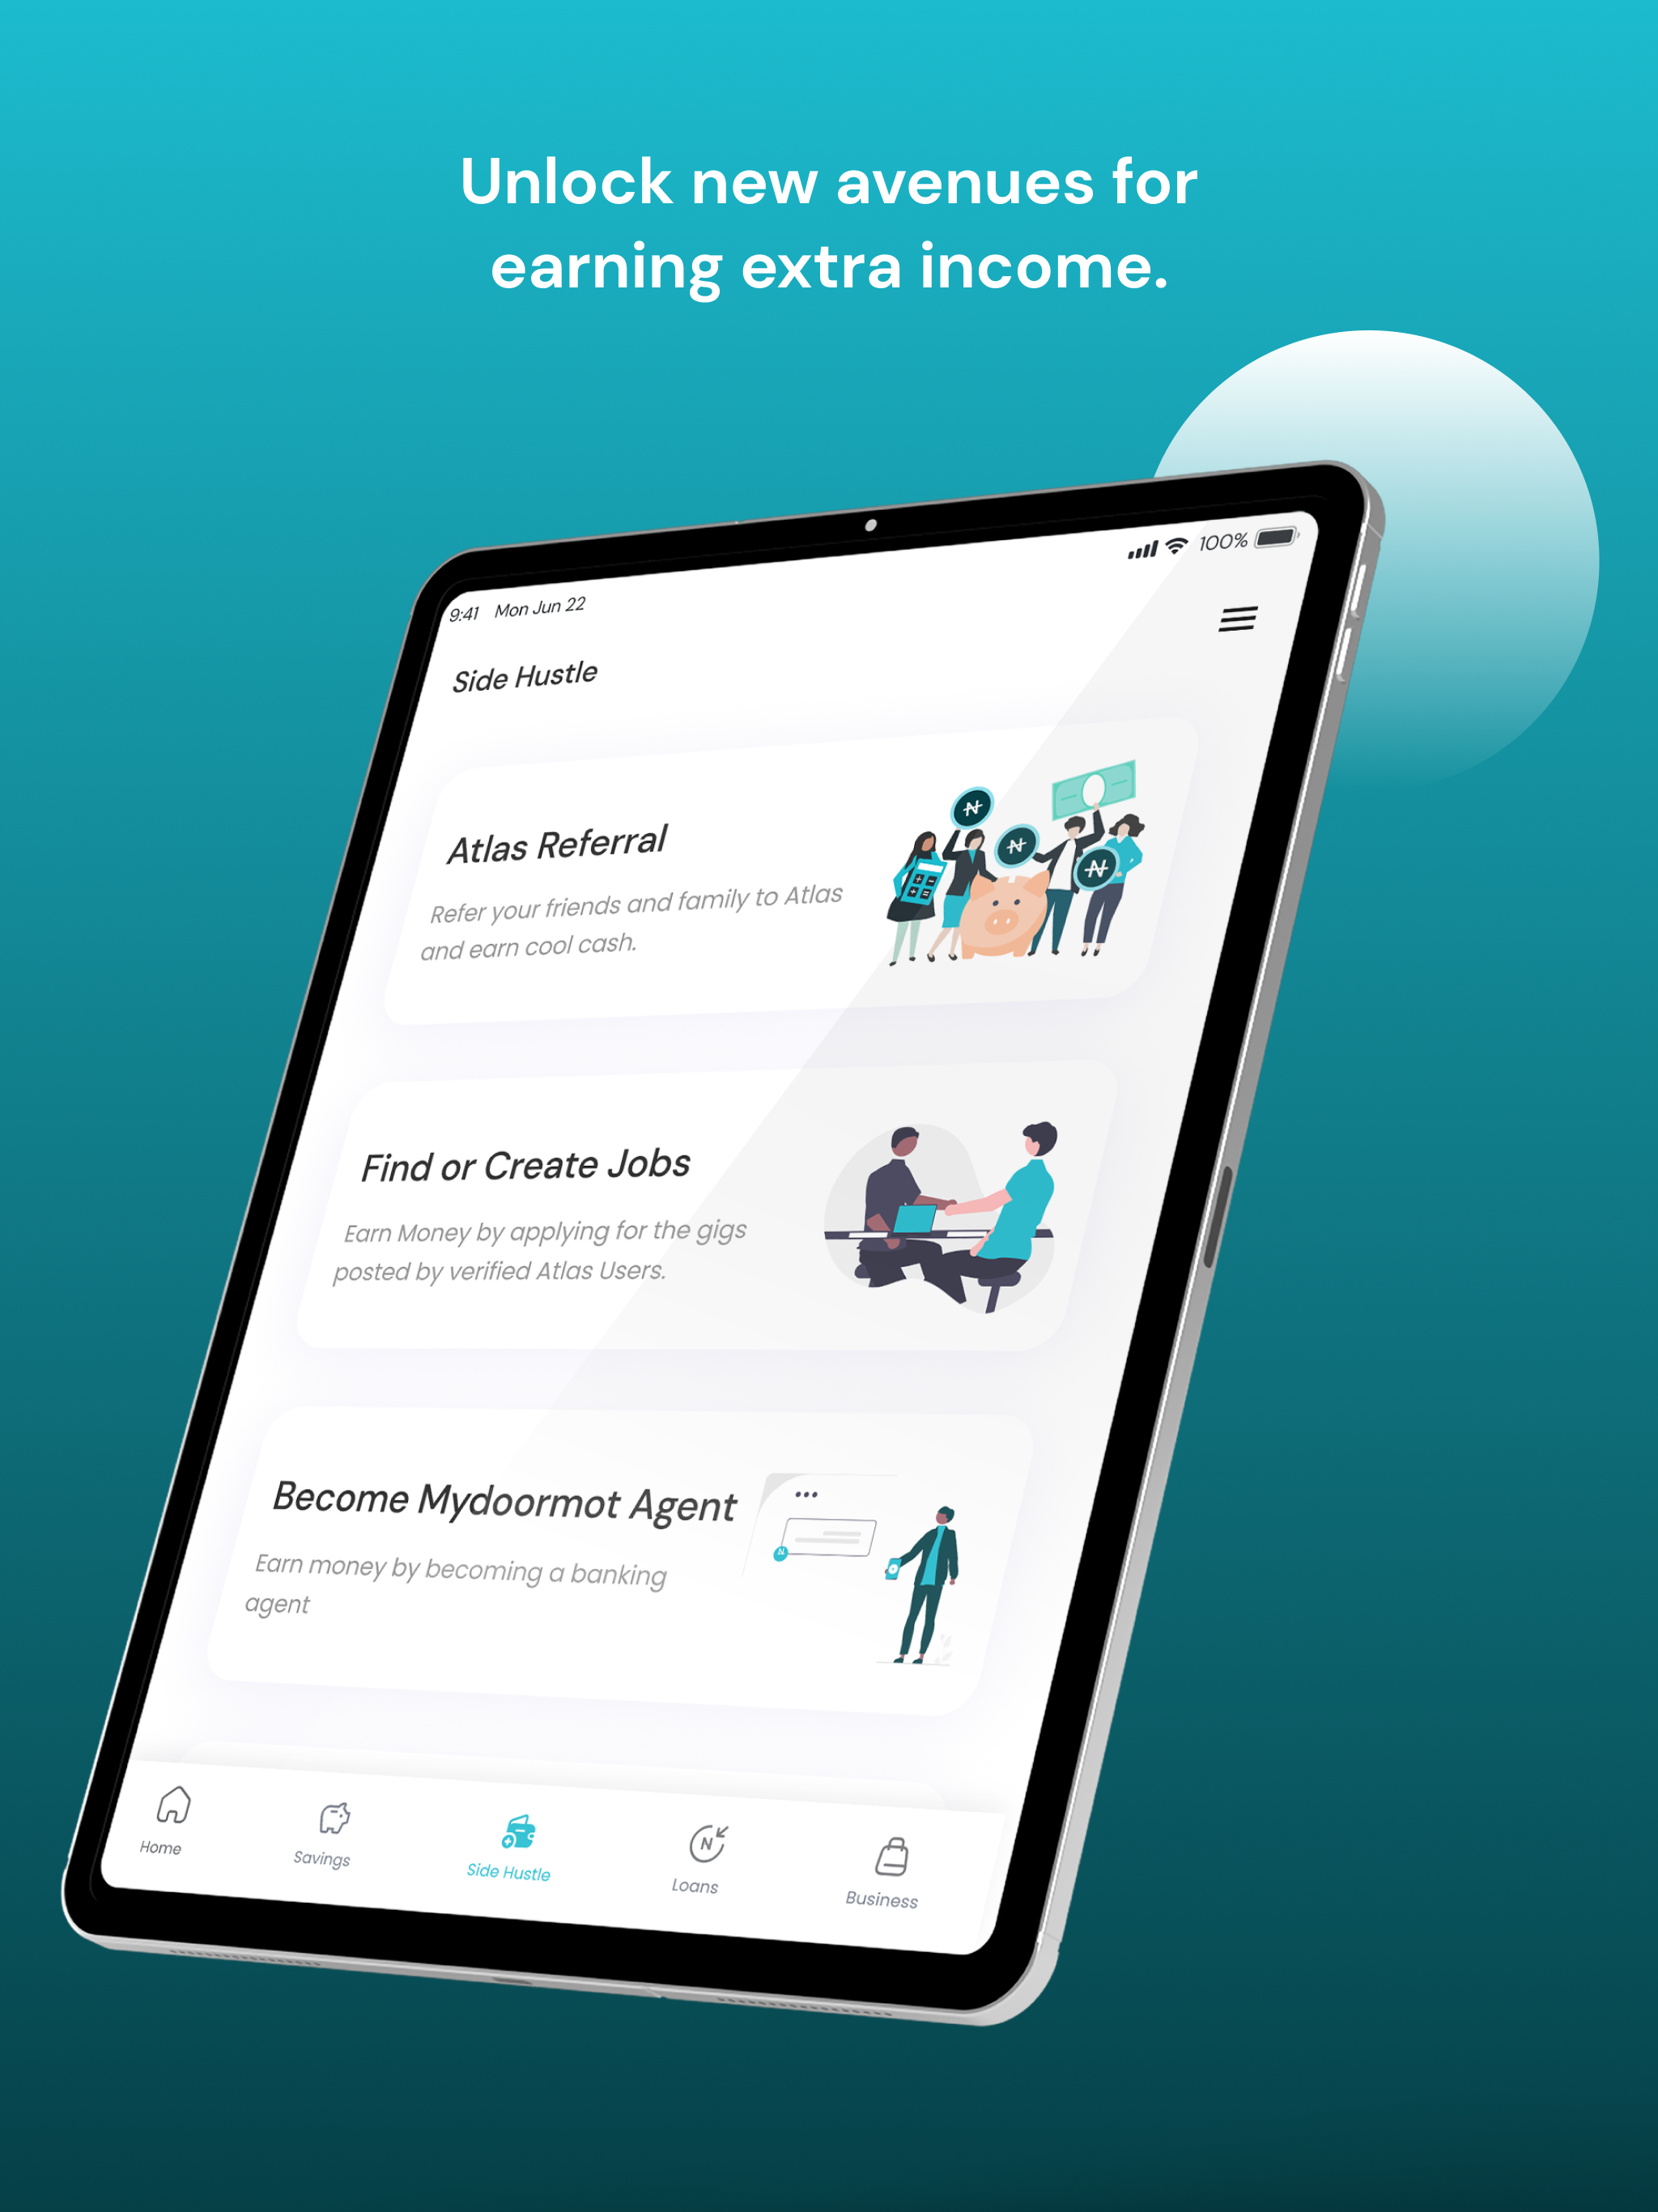 Unlock new avenues for
earning extra income.
9:41 Mon Jun 22
100%
Side Hustle
Atlas Referral
Refer your friends and family to Atlas
and earn cool cash.
Find or Create Jobs
Earn Money by applying for the gigs
posted by verified Atlas Users.
Become Mydoormot Agent
Earn money by becoming a banking
agent
Home
Savings
Side Hustle
Loans
Business